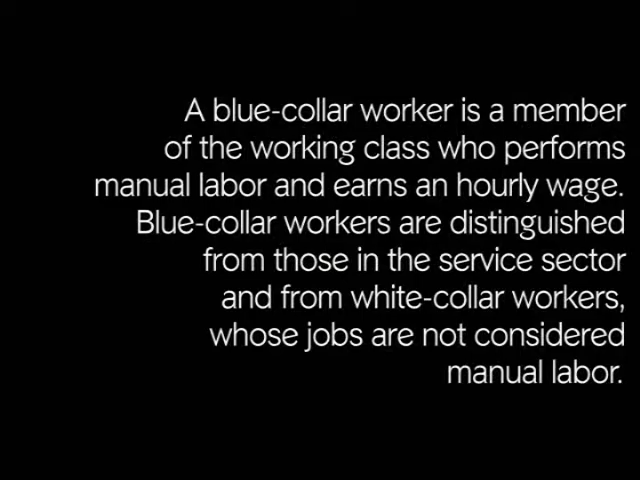 A blue-collar worker is a member
of the working class who performs
manual labor and earns an hourly wage.
Blue-collar workers are distinguished
from those in the service sector
and from white-collar workers,
whose jobs are not considered
manual labor.